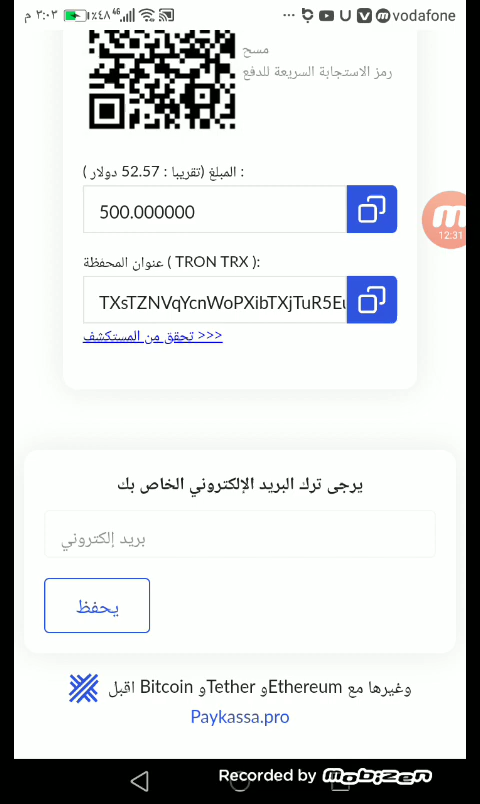 م ٣:٠٣ ٪٤٨ 4G vodafone
مسح
رمز الاستجابة السريعة للدفع
المبلغ (تقريبا : 52.57 دولار ) :
500.000000
عنوان المحفظة ( TRON TRX ):
TXsTZNVqYcnWoPXibTXjTuR5Eu
12:31
<<< تحقق من المستكشف
يرجى ترك البريد الإلكتروني الخاص بك
بريد إلكتروني
يحفظ
اقبل Bitcoin وTether وEthereum وغيرها مع
Paykassa.pro
Recorded by Mobizen